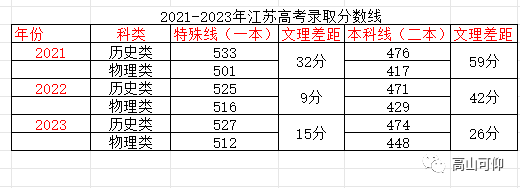 2021-2023年江苏高考录取分数线
年份 科类 特殊线（一本） 文理差距 本科线（二本） 文理差距
2021 历史类 533 32分 476 59分
物理类 501 417
2022 历史类 525 9分 471 42分
物理类 516 429
2023 历史类 527 15分 474 26分
物理类 512 448
高山可仰